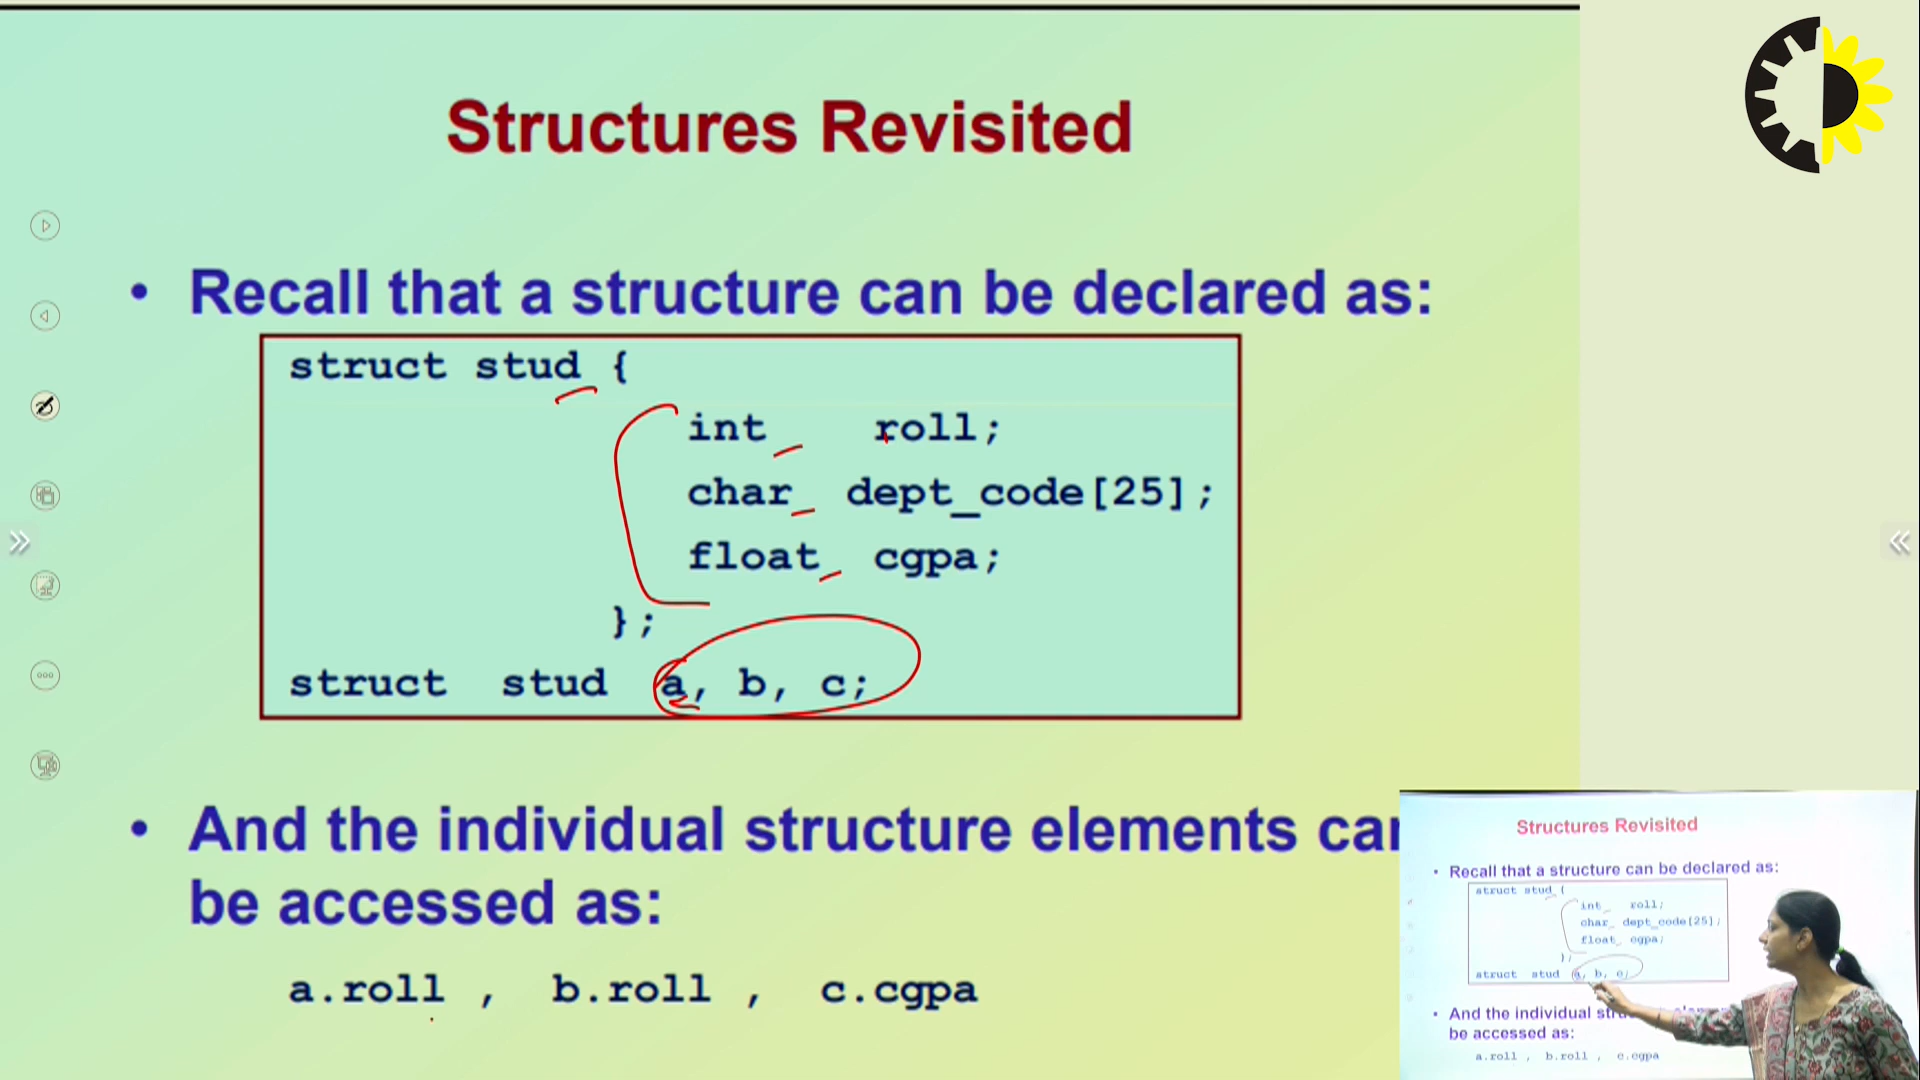 Structures Revisited
• Recall that a structure can be declared as:
struct stud {
int roll;
char dept_code[25];
float cgpa;
};
struct stud a, b, c;
• And the individual structure elements can
be accessed as:
a.roll , b.roll , c.cgpa
Structures Revisited
• Recall that a structure can be declared as:
struct stud {
int roll;
char dept_code[25];
float cgpa;
};
struct stud a, b, c;
• And the individual
be accessed as:
a.roll , b.roll , c.cgpa